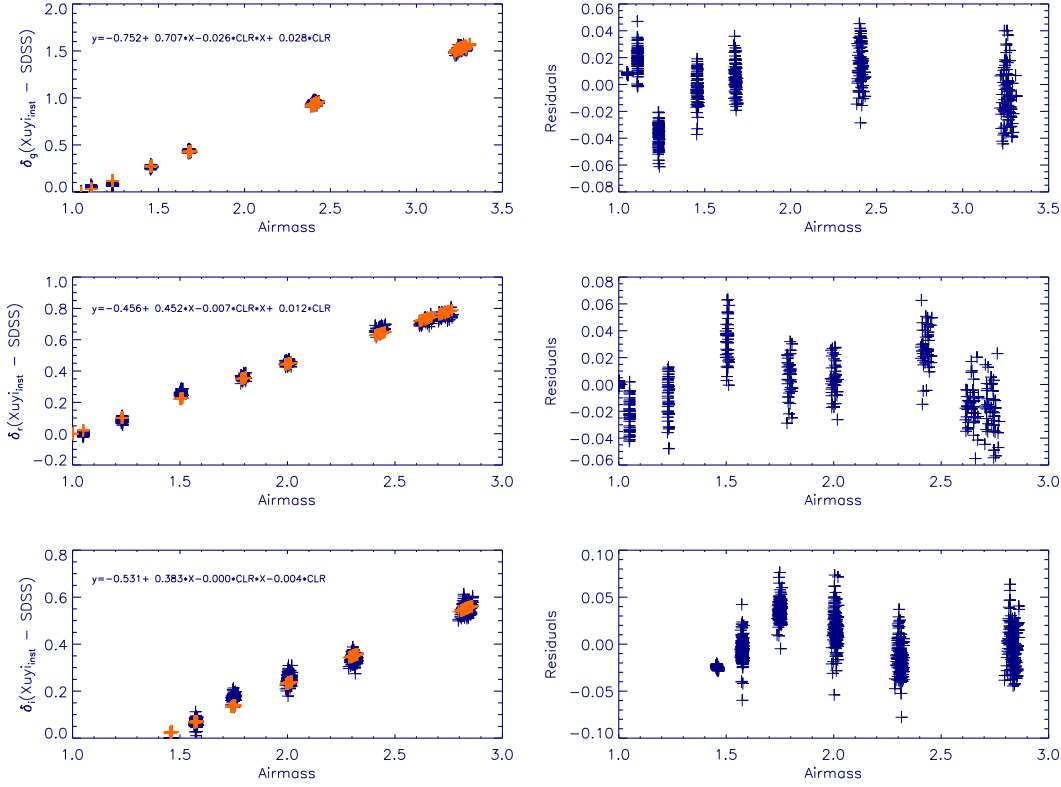 y=−0.752+ 0.707*X−0.026*CLR*X+ 0.028*CLR
δg(Xuyiinst − SDSS)
2.0
1.5
1.0
0.5
0.0
1.0 1.5 2.0 2.5 3.0 3.5
Airmass
Residuals
0.06
0.04
0.02
0.00
−0.02
−0.04
−0.06
−0.08
1.0 1.5 2.0 2.5 3.0 3.5
Airmass
y=−0.456+ 0.452*X−0.007*CLR*X+ 0.012*CLR
δr(Xuyiinst − SDSS)
1.0
0.8
0.6
0.4
0.2
0.0
−0.2
1.0 1.5 2.0 2.5 3.0
Airmass
Residuals
0.08
0.06
0.04
0.02
0.00
−0.02
−0.04
−0.06
1.0 1.5 2.0 2.5 3.0
Airmass
y=−0.531+ 0.383*X−0.000*CLR*X−0.004*CLR
δi(Xuyiinst − SDSS)
0.8
0.6
0.4
0.2
0.0
1.0 1.5 2.0 2.5 3.0
Airmass
Residuals
0.10
0.05
0.00
−0.05
−0.10
1.0 1.5 2.0 2.5 3.0
Airmass